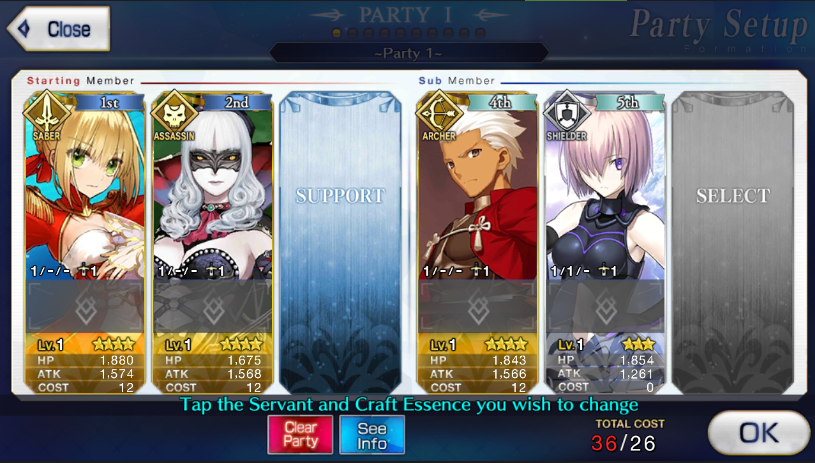 Close
PARTY I
~Party 1~
Party Setup
Formation
Starting Member
Sub Member
1st
SABER
1/-/- 1
Lv.1
HP 1,880
ATK 1,574
COST 12
2nd
ASSASSIN
1/-/- 1
Lv.1
HP 1,675
ATK 1,568
COST 12
SUPPORT
4th
ARCHER
1/-/- 1
Lv.1
HP 1,843
ATK 1,566
COST 12
5th
SHIELDER
1/1/- 1
Lv.1
HP 1,854
ATK 1,261
COST 0
SELECT
Tap the Servant and Craft Essence you wish to change
Clear
Party
See
Info
TOTAL COST
36/26
OK